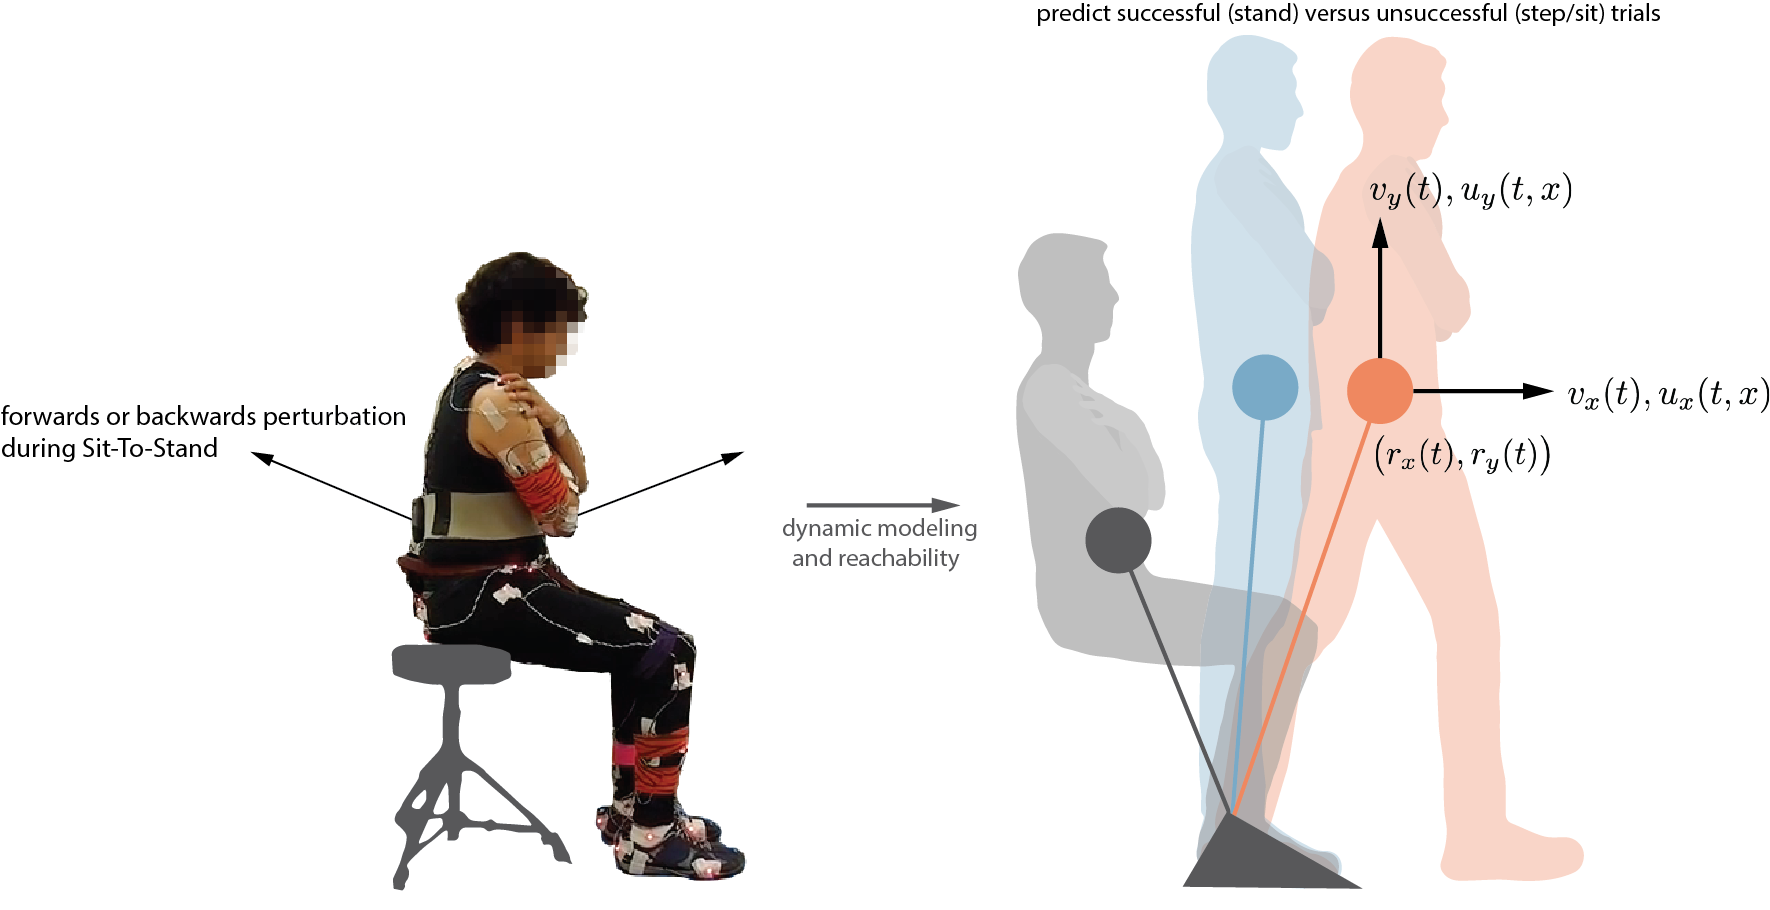 predict successful (stand) versus unsuccessful (step/sit) trials
v_y(t), u_y(t, x)
forwards or backwards perturbation
during Sit-To-Stand
v_x(t), u_x(t, x)
(r_x(t), r_y(t))
dynamic modeling
and reachability